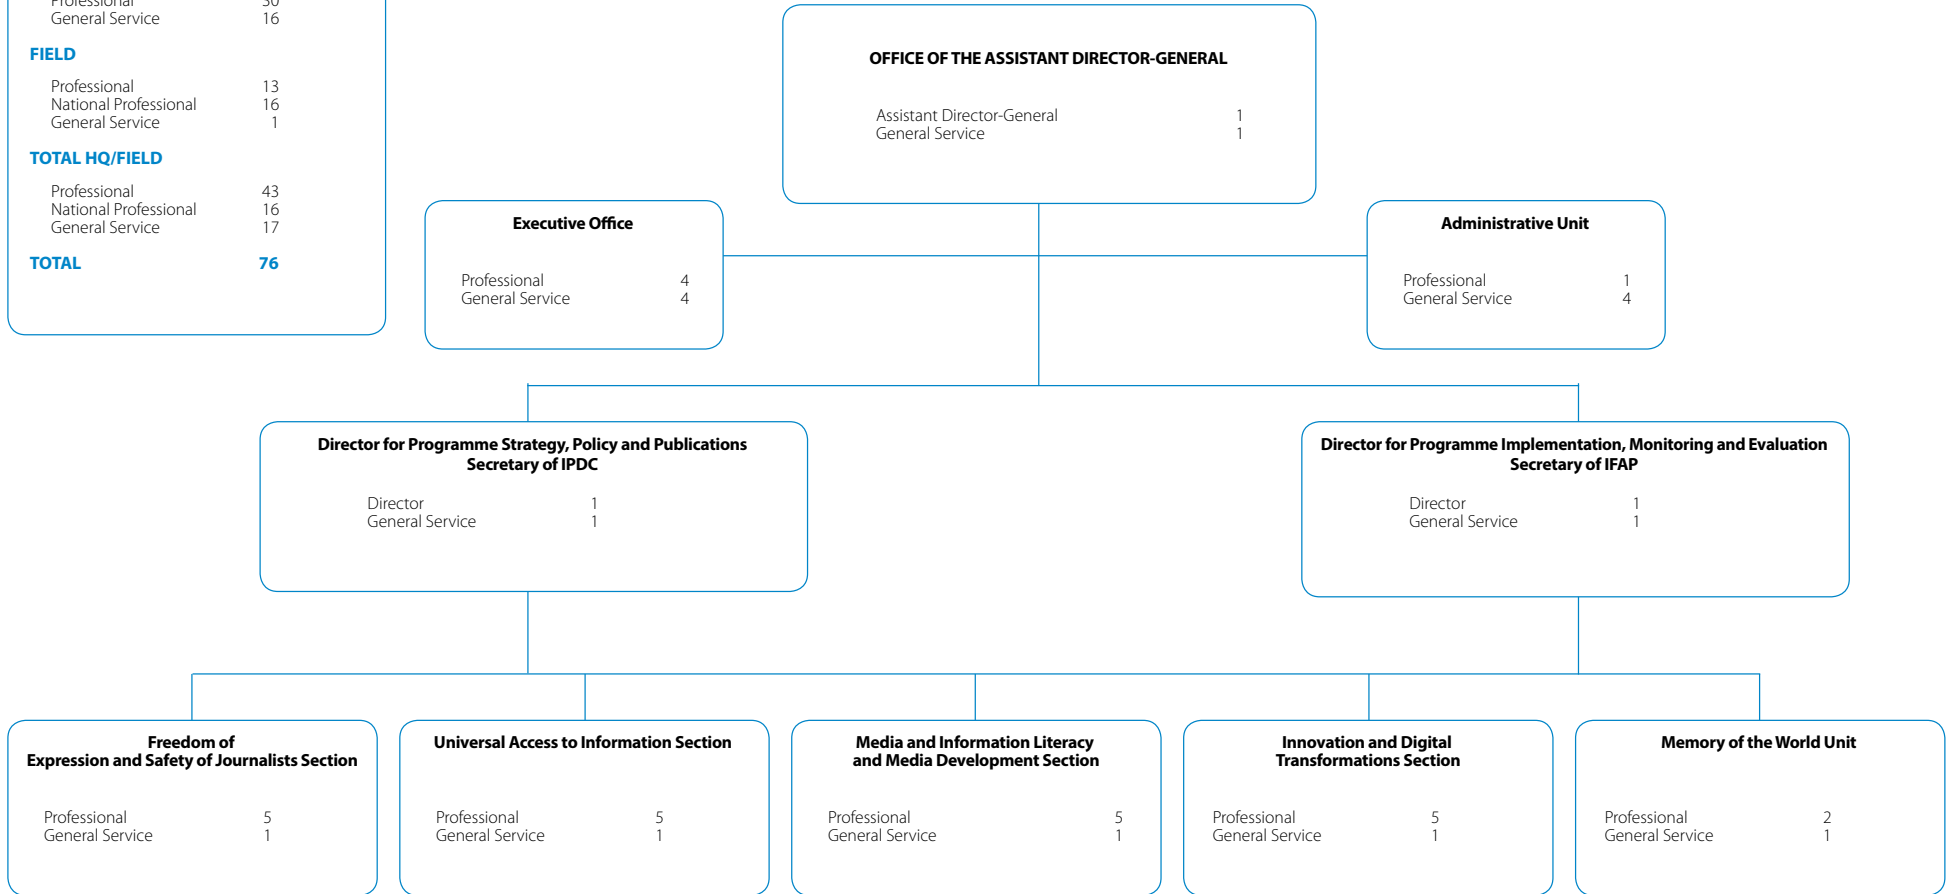 Professional 30
General Service 16
FIELD
Professional 13
National Professional 16
General Service 1
TOTAL HQ/FIELD
Professional 43
National Professional 16
General Service 17
TOTAL 76
OFFICE OF THE ASSISTANT DIRECTOR-GENERAL
Assistant Director-General 1
General Service 1
Executive Office
Professional 4
General Service 4
Administrative Unit
Professional 1
General Service 4
Director for Programme Strategy, Policy and Publications
Secretary of IPDC
Director 1
General Service 1
Director for Programme Implementation, Monitoring and Evaluation
Secretary of IFAP
Director 1
General Service 1
Freedom of
Expression and Safety of Journalists Section
Professional 5
General Service 1
Universal Access to Information Section
Professional 5
General Service 1
Media and Information Literacy
and Media Development Section
Professional 5
General Service 1
Innovation and Digital
Transformations Section
Professional 5
General Service 1
Memory of the World Unit
Professional 2
General Service 1